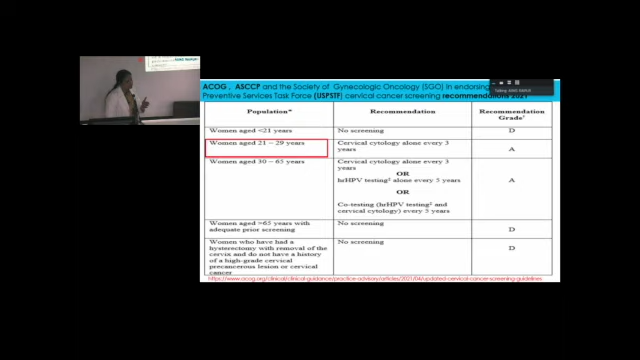 ACOG , ASCCP and the Society of Gynecologic Oncology (SGO) in endorsing
Preventive Services Task Force (USPSTF) cervical cancer screening recommendations 2021
Population* Recommendation Recommendation Grade†
Women aged <21 years No screening D
Women aged 21 – 29 years Cervical cytology alone every 3 years A
Women aged 30 – 65 years Cervical cytology alone every 3 years
OR
hrHPV testing‡ alone every 5 years A
OR
Co-testing (hrHPV testing‡ and cervical cytology) every 5 years
Women aged >65 years with adequate prior screening No screening D
Women who have had a hysterectomy with removal of the cervix and do not have a history of a high-grade cervical precancerous lesion or cervical cancer No screening D
https://www.acog.org/clinical/clinical-guidance/practice-advisory/articles/2021/04/updated-cervical-cancer-screening-guidelines